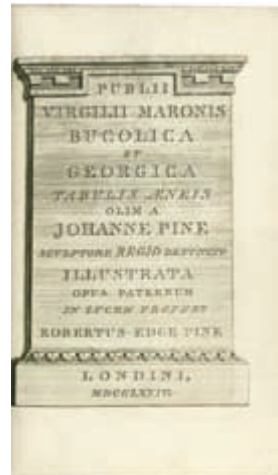 PUBLII
VIRGILII MARONIS
BUCOLICA
ET
GEORGICA
TABULIS ÆNEIS
OLIM A
JOHANNE PINE
SCULPTORE REGIO
ILLUSTRATA
OPUS PATERNUM
IN LUCEM PROFERT
ROBERTUS EDGE PINE
LONDINI,
MDCCLXXIV.